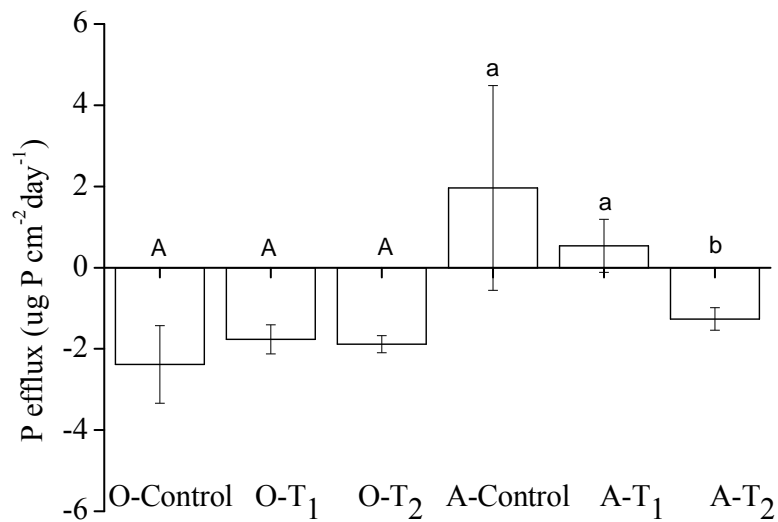 P efflux (ug P cm⁻²day⁻¹)
6
4
2
0
-2
-4
-6
A A A a a b
O-Control O-T₁ O-T₂ A-Control A-T₁ A-T₂